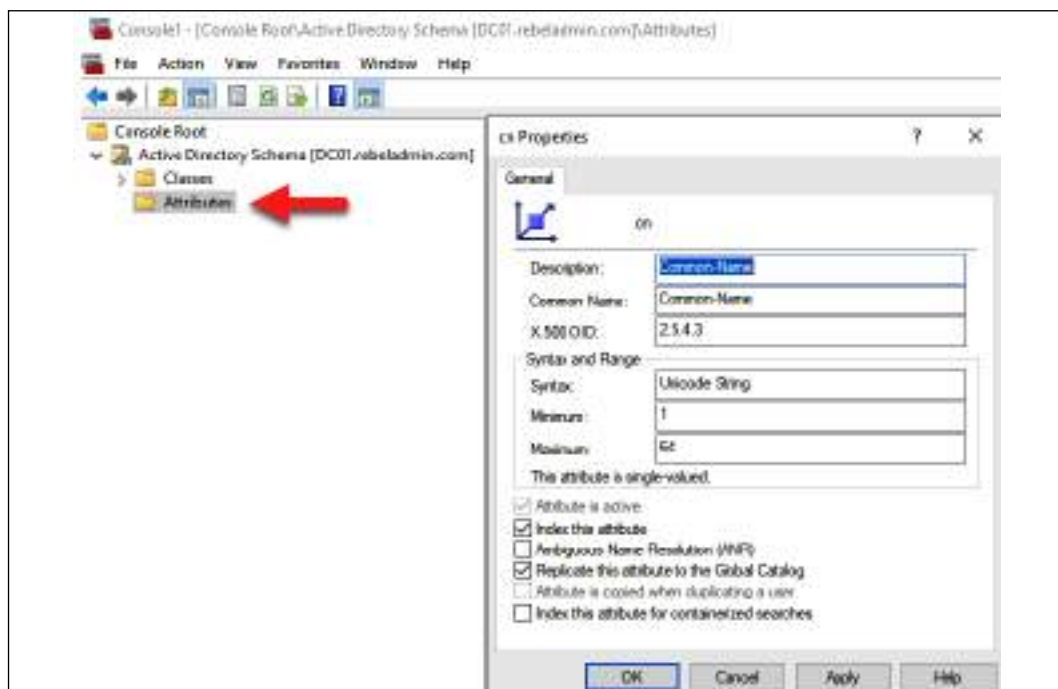 Console1 - [Console Root\Active Directory Schema [DC01.rebeladmin.com]\Attributes]
File Action View Favorites Window Help
Console Root
Active Directory Schema [DC01.rebeladmin.com]
Classes
Attributes
cn Properties
General
cn
Description: Common-Name
Common Name: Common-Name
X.500 OID: 2.5.4.3
Syntax and Range
Syntax: Unicode String
Minimum: 1
Maximum: 64
This attribute is single-valued.
Attribute is active
Index this attribute
Ambiguous Name Resolution (ANR)
Replicate this attribute to the Global Catalog
Attribute is copied when duplicating a user
Index this attribute for containerized searches
OK Cancel Apply Help